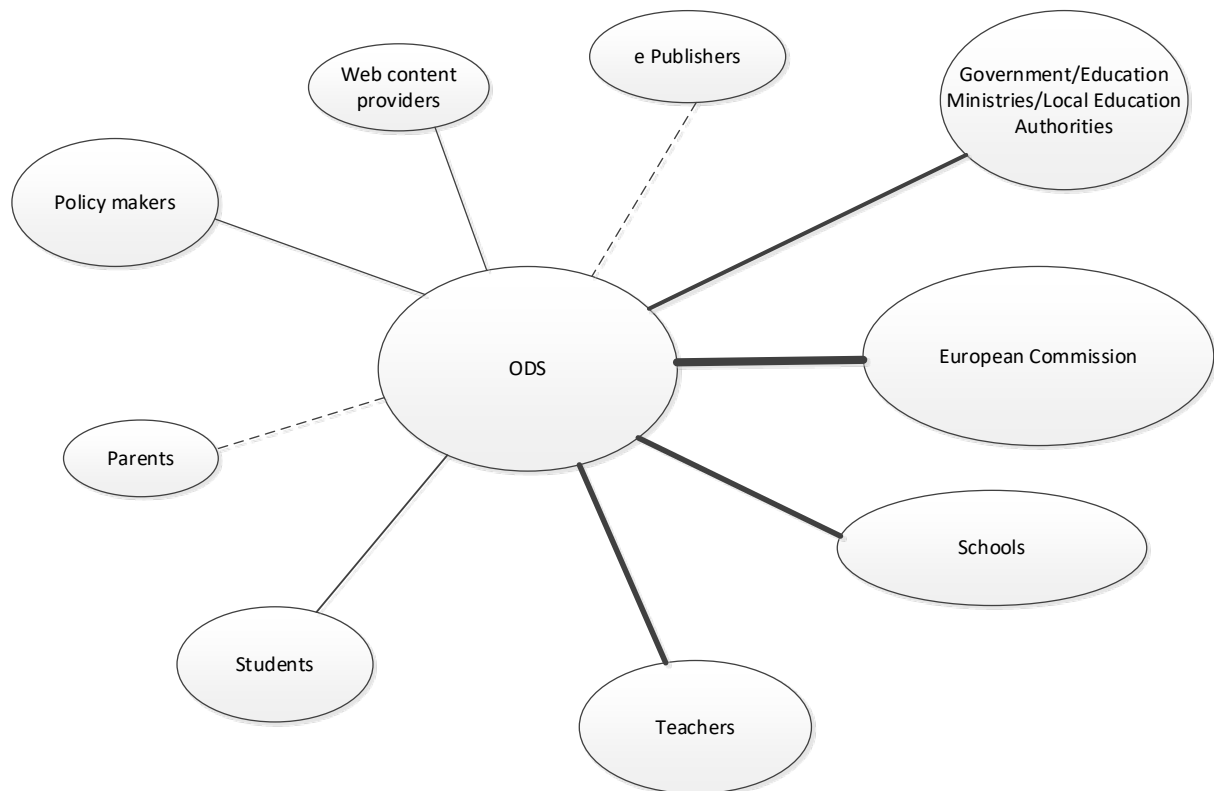 e Publishers
Web content
providers
Government/Education
Ministries/Local Education
Authorities
Policy makers
ODS
European Commission
Parents
Schools
Students
Teachers